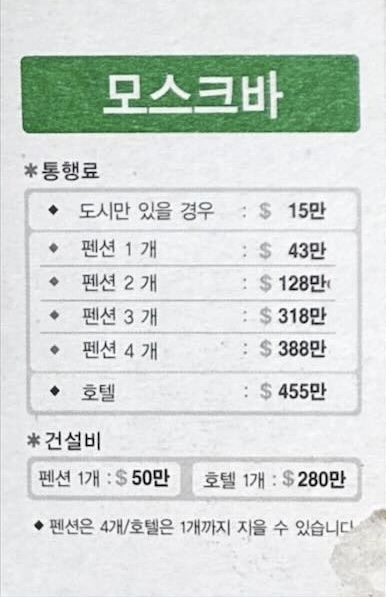 모스크바
*통행료
◆ 도시만 있을 경우 : $ 15만
◆ 펜션 1 개 : $ 43만
◆ 펜션 2 개 : $ 128만
◆ 펜션 3 개 : $ 318만
◆ 펜션 4 개 : $ 388만
◆ 호텔 : $ 455만
*건설비
펜션 1개 : $ 50만 호텔 1개 : $ 280만
◆ 펜션은 4개/호텔은 1개까지 지을 수 있습니다